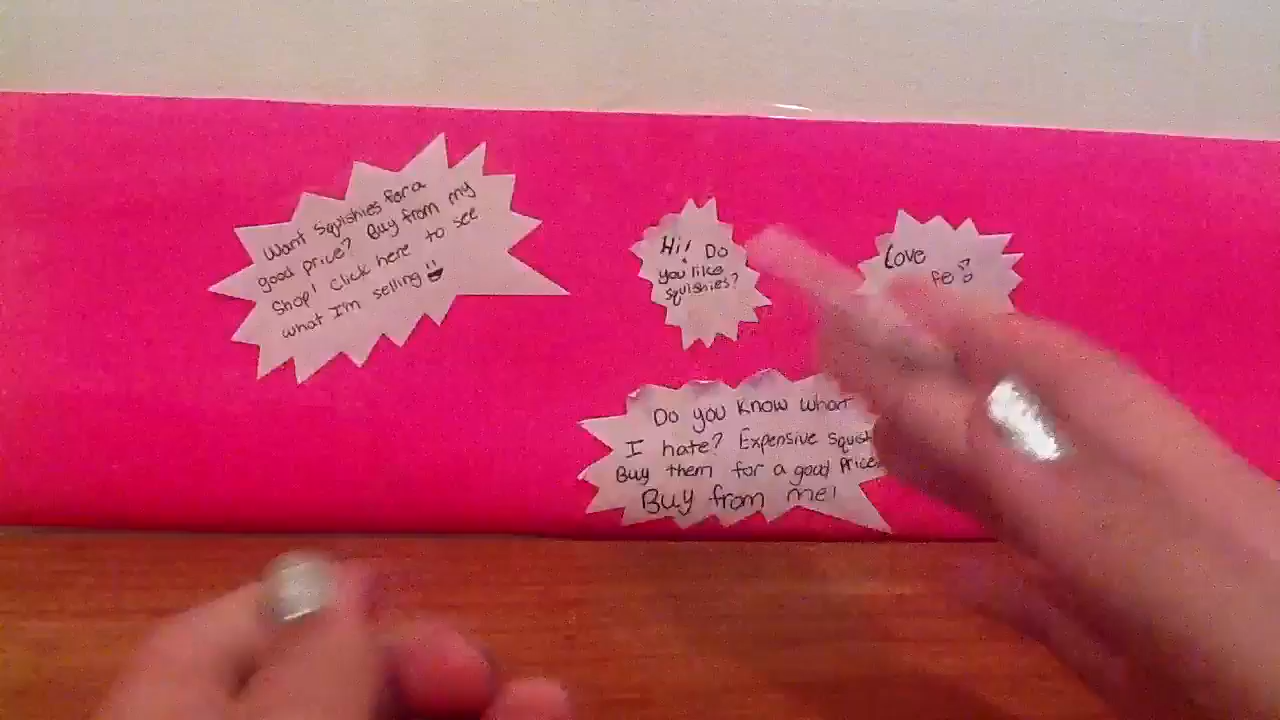 Want Squishies for a
good price? Buy from my
Shop! Click here to see
what I'm selling
Hi! Do
you like
squishies?
Love
Do you know what
I hate? Expensive
Buy them for a good Price
Buy from me!